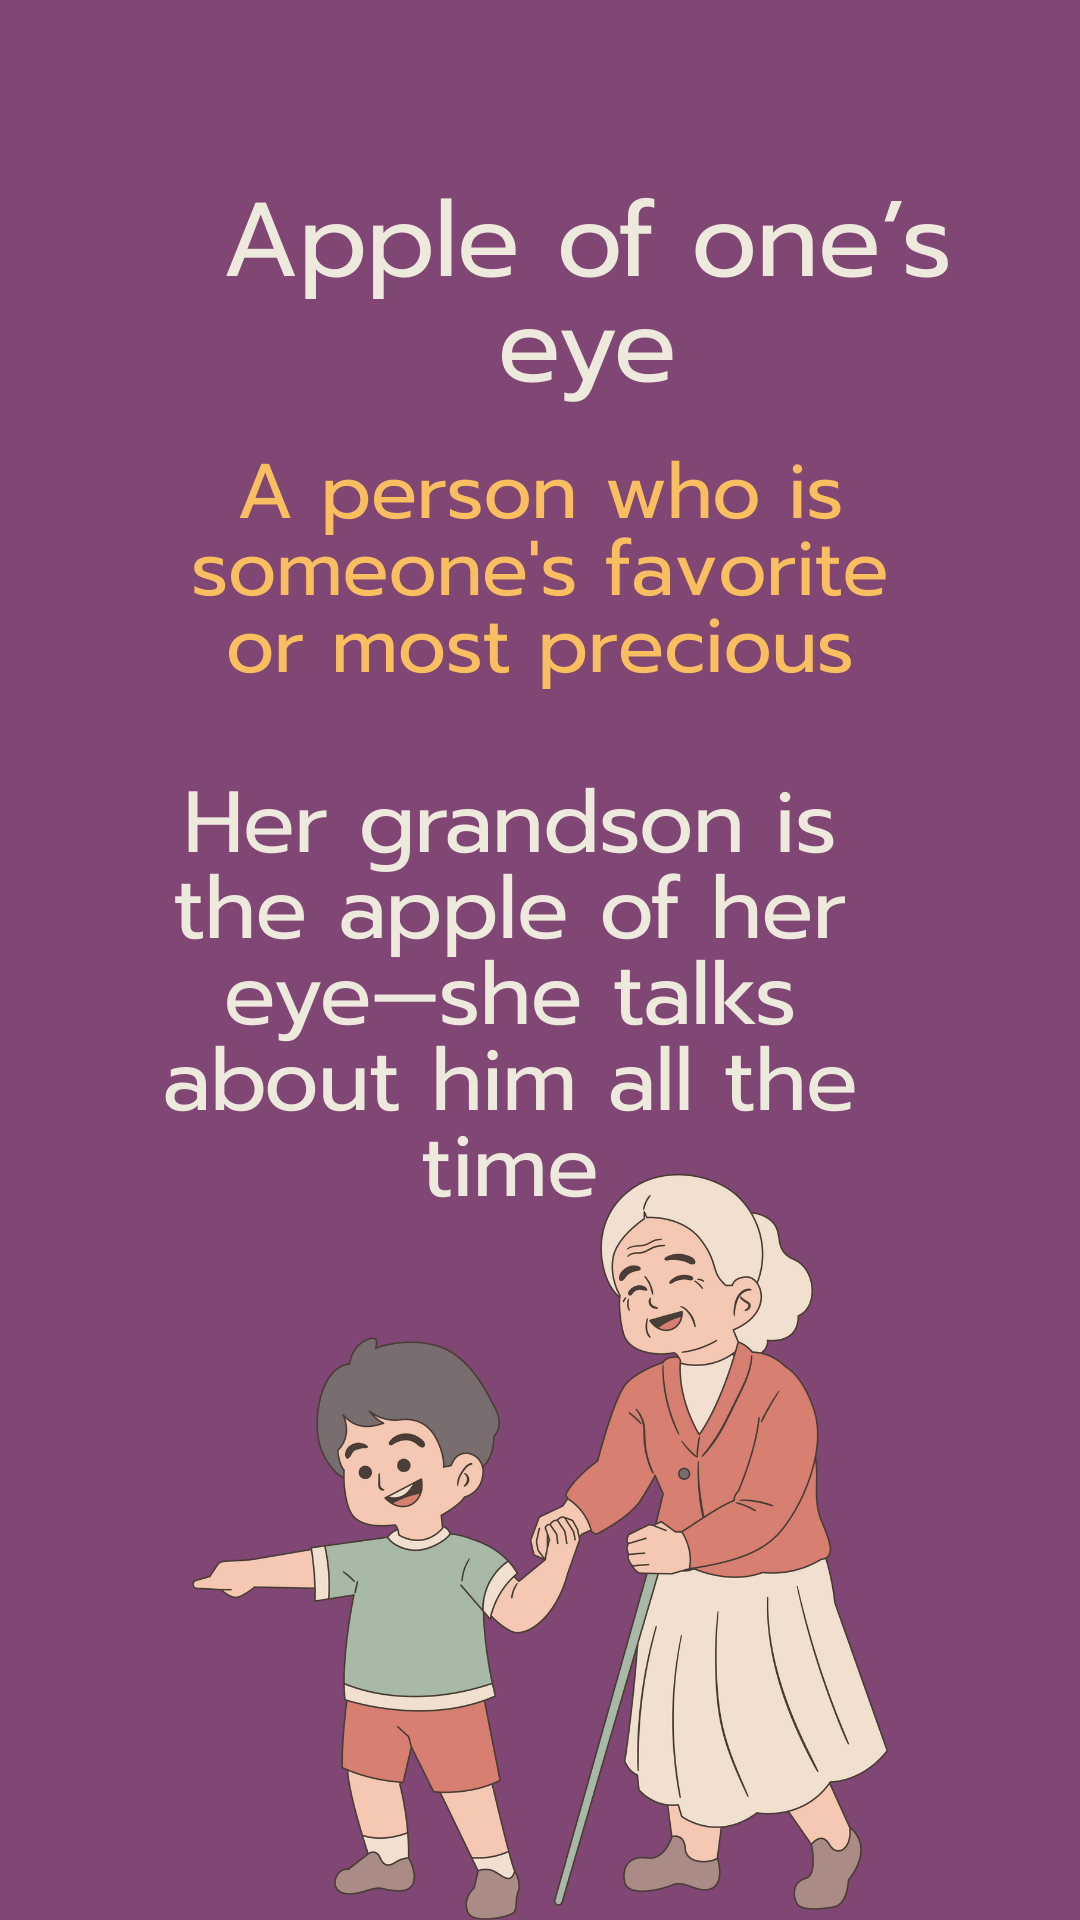 Apple of one’s
eye
A person who is
someone's favorite
or most precious
Her grandson is
the apple of her
eye—she talks
about him all the
time